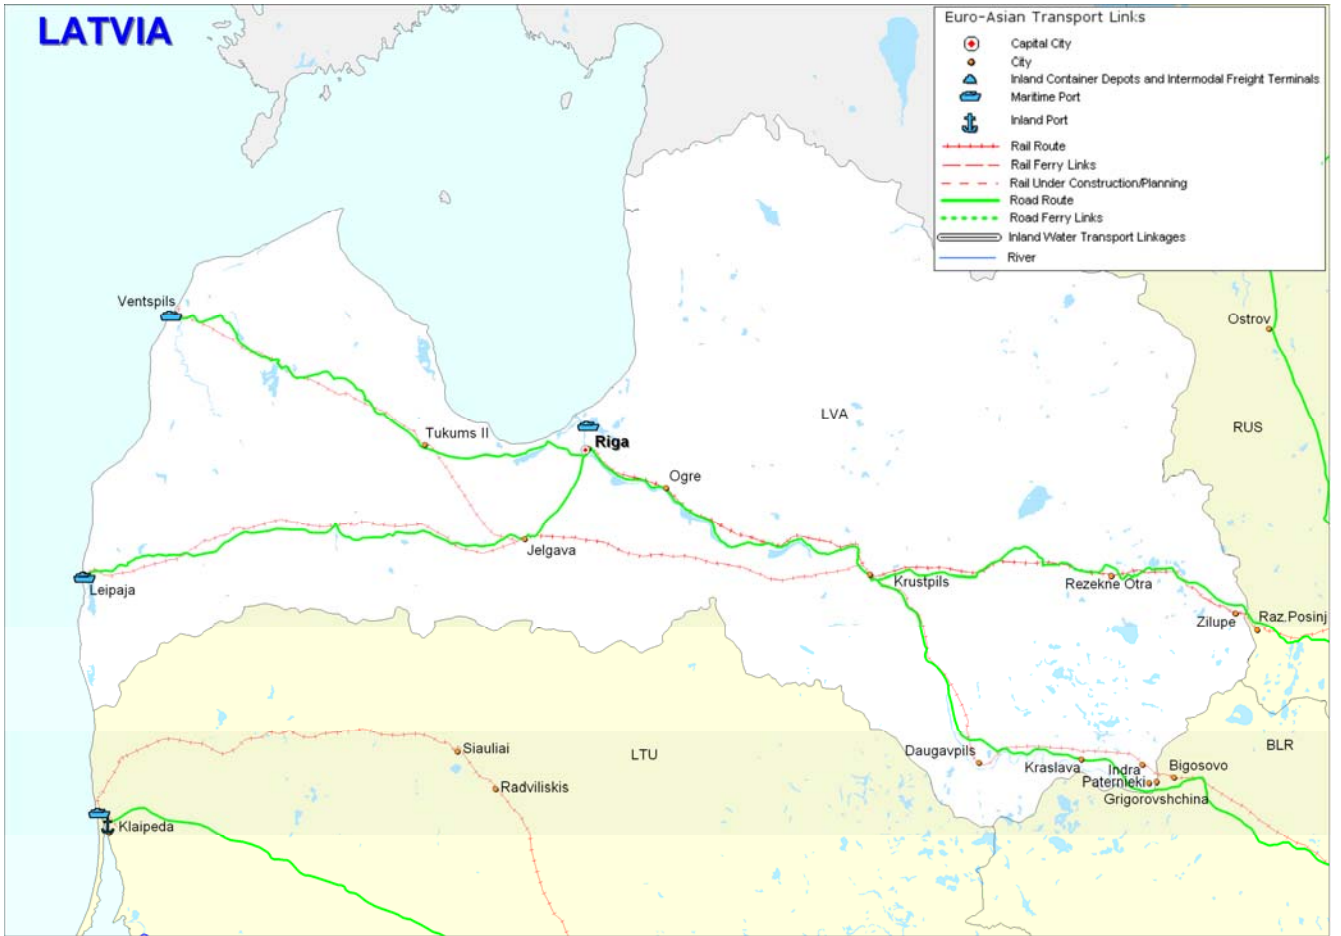 LATVIA
Euro-Asian Transport Links
Capital City
City
Inland Container Depots and Intermodal Freight Terminals
Maritime Port
Inland Port
Rail Route
Rail Ferry Links
Rail Under Construction/Planning
Road Route
Road Ferry Links
Inland Water Transport Linkages
River
Ventspils
Ostrov
LVA
RUS
Tukums II
Riga
Ogre
Jelgava
Leipaja
Krustpils
Rezekne Otra
Zilupe
Raz.Posinj
Siauliai
LTU
Daugavpils
Kraslava
Indra
Bigosovo
BLR
Paternieki
Grigorovshchina
Radviliskis
Klaipeda